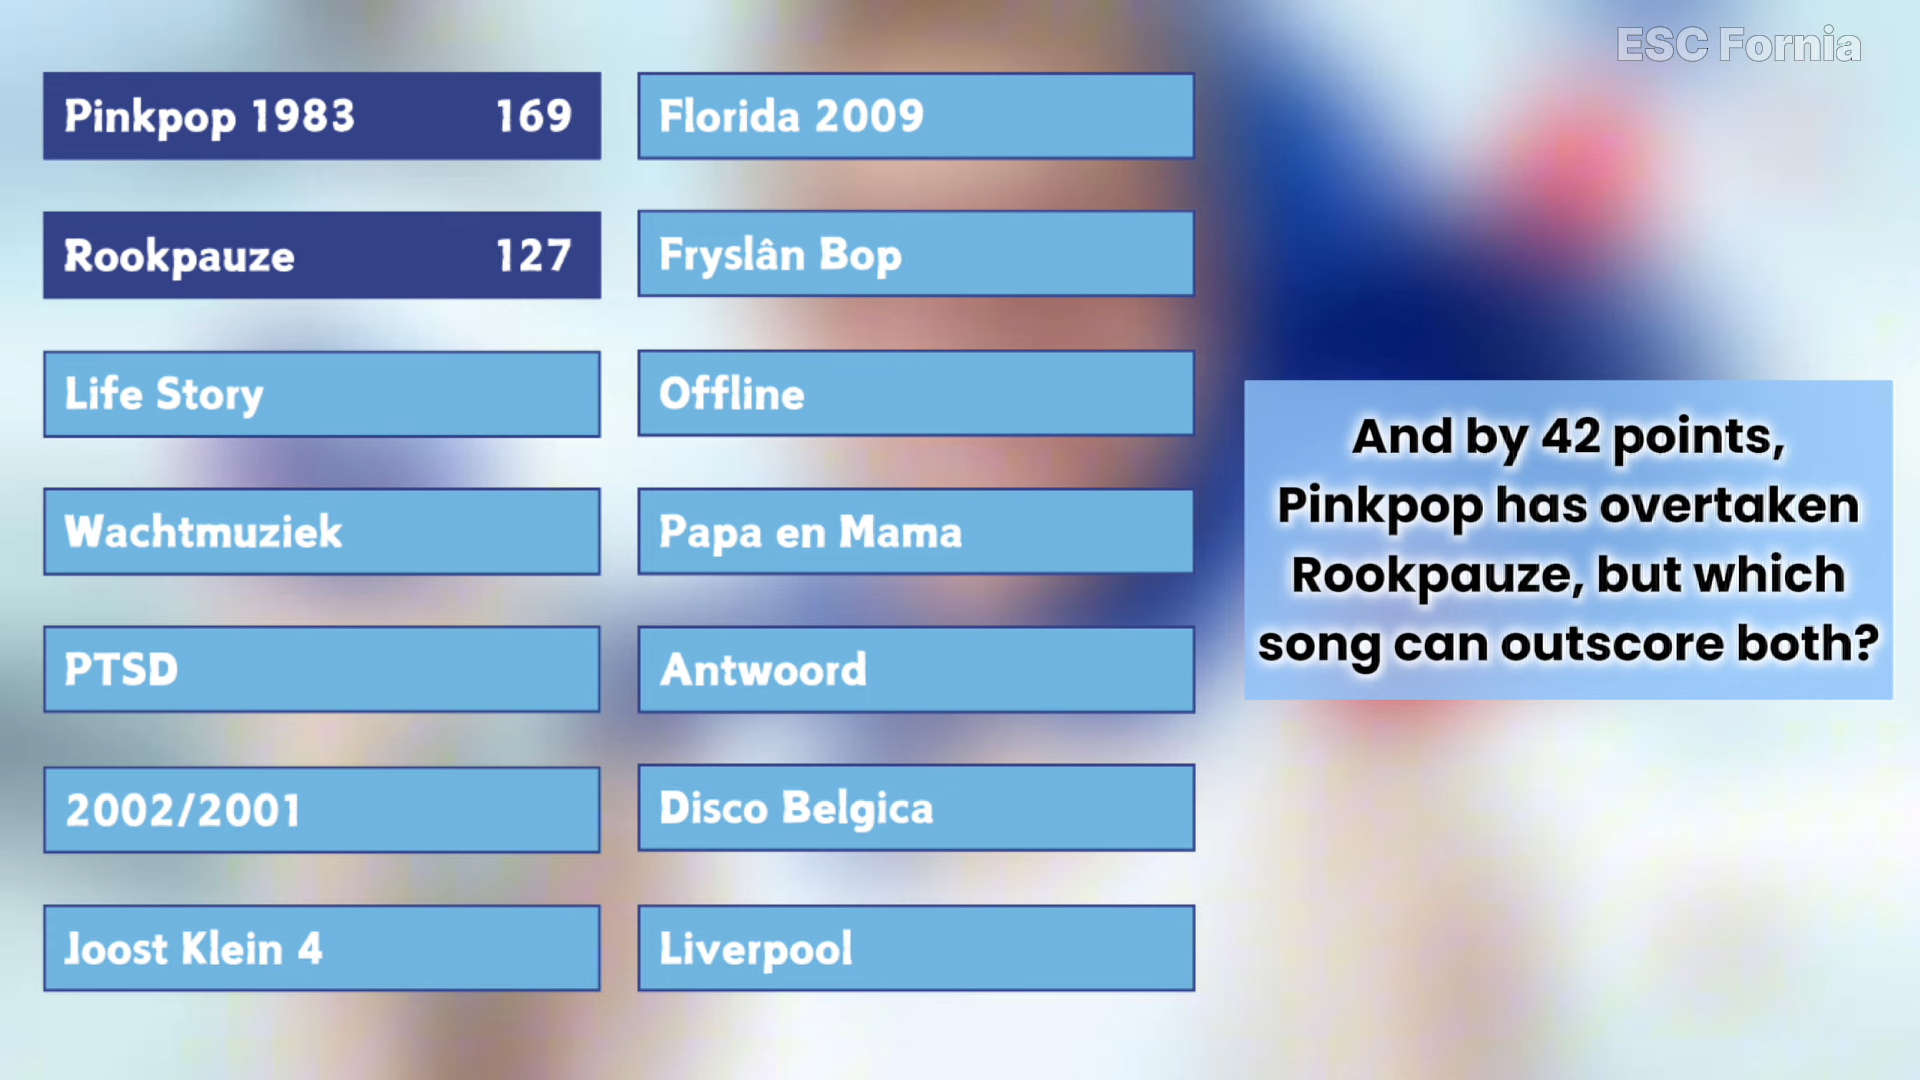 ESC Fornia
Pinkpop 1983 169
Rookpauze 127
Life Story
Wachtmuziek
PTSD
2002/2001
Joost Klein 4
Florida 2009
Fryslân Bop
Offline
Papa en Mama
Antwoord
Disco Belgica
Liverpool
And by 42 points,
Pinkpop has overtaken
Rookpauze, but which
song can outscore both?